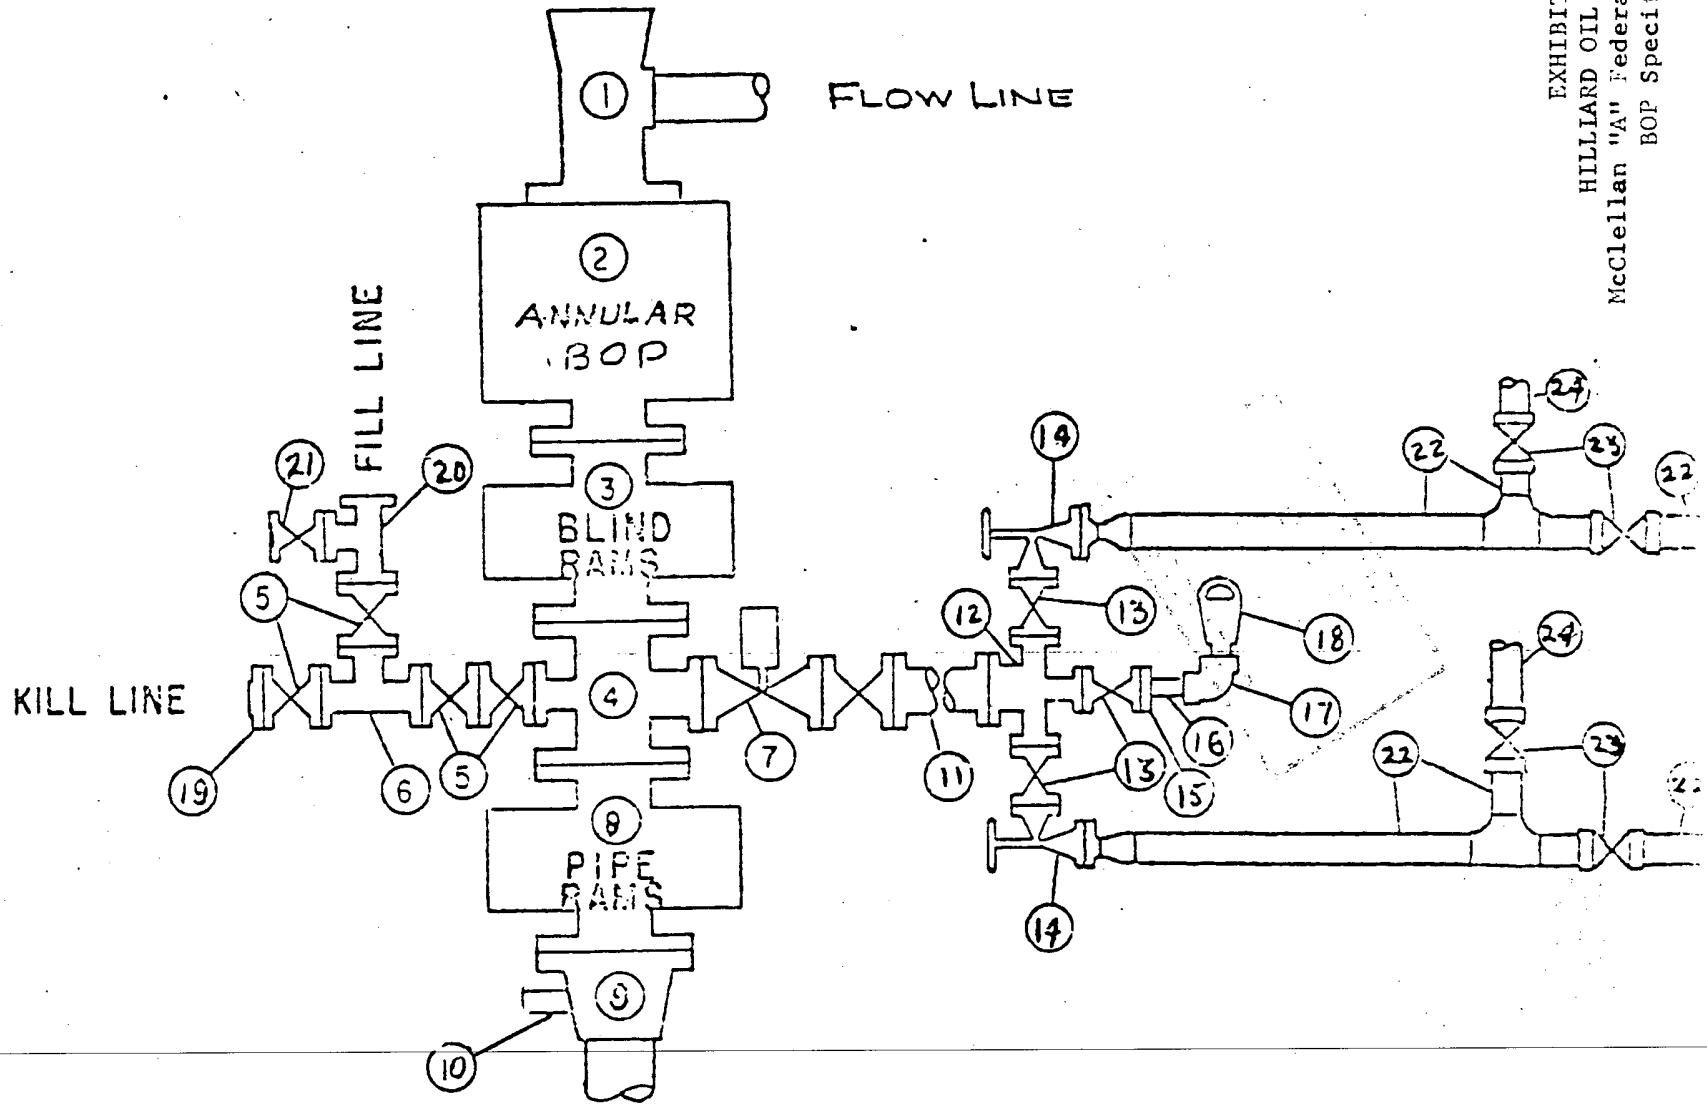 EXHIBIT
HILLIARD OIL
McClellan "A" Federa
BOP Specif
1
FLOW LINE
2
ANNULAR
BOP
FILL LINE
24
14
23
22
22
21
20
3
BLIND
RAMS
5
12
13
18
24
KILL LINE
4
17
7
16
23
22
19
6
5
11
13
15
8
PIPE
RAMS
14
9
10